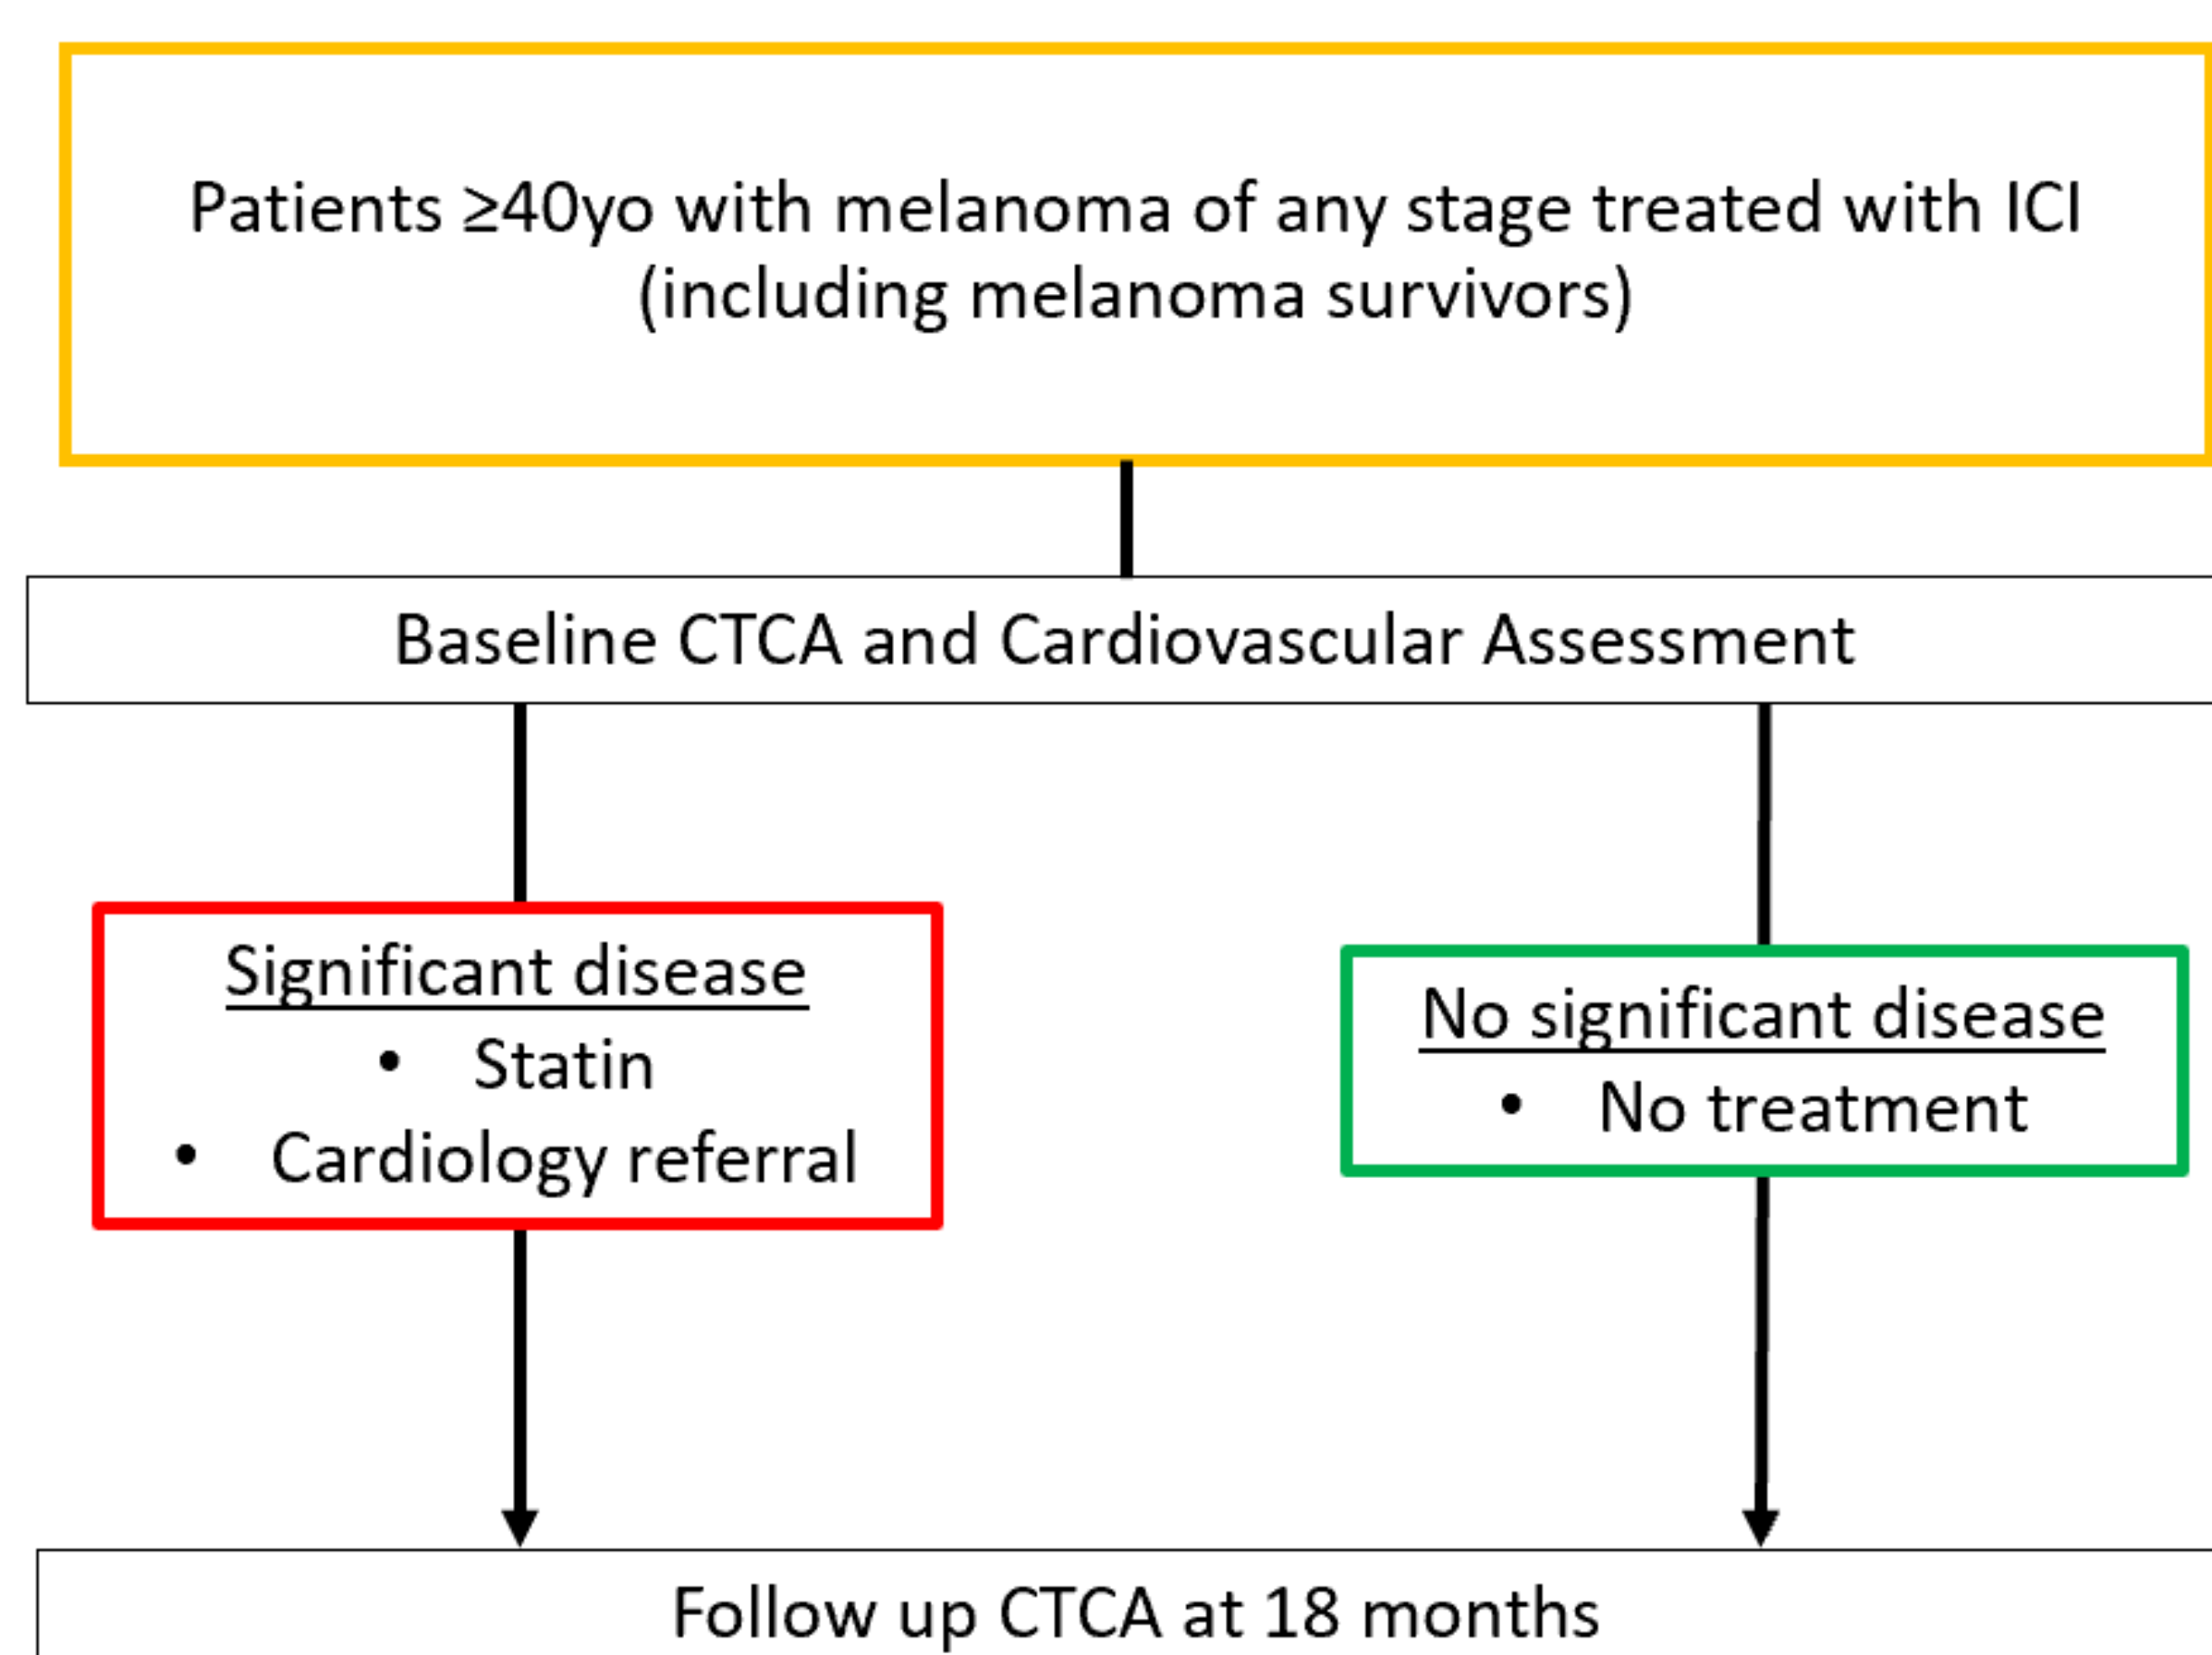 Patients ≥40yo with melanoma of any stage treated with ICI
(including melanoma survivors)
Baseline CTCA and Cardiovascular Assessment
Significant disease
• Statin
• Cardiology referral
No significant disease
• No treatment
Follow up CTCA at 18 months